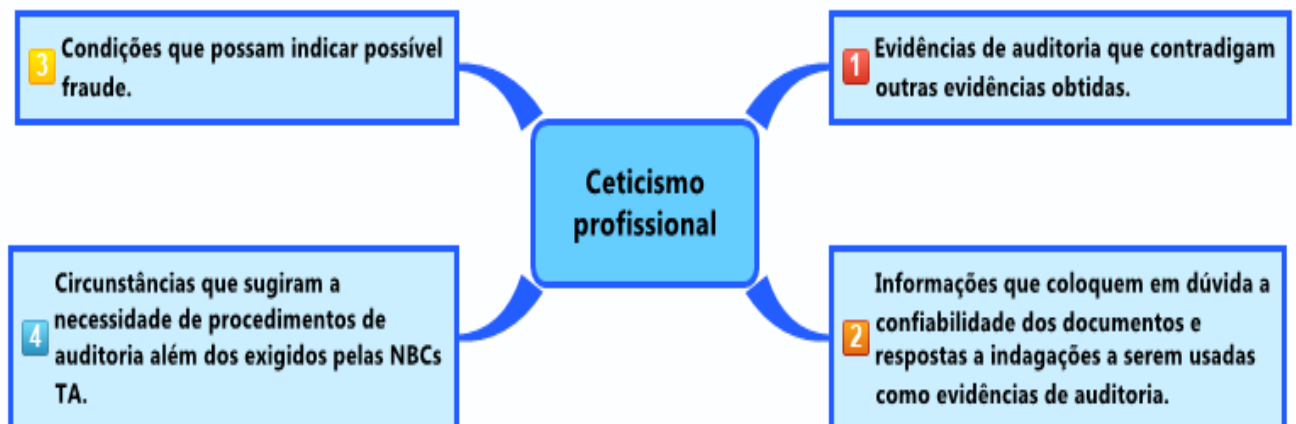 3 Condições que possam indicar possível
fraude.
1 Evidências de auditoria que contradigam
outras evidências obtidas.
Ceticismo
profissional
Circunstâncias que sugiram a
necessidade de procedimentos de
4 auditoria além dos exigidos pelas NBCs
TA.
Informações que coloquem em dúvida a
2 confiabilidade dos documentos e
respostas a indagações a serem usadas
como evidências de auditoria.